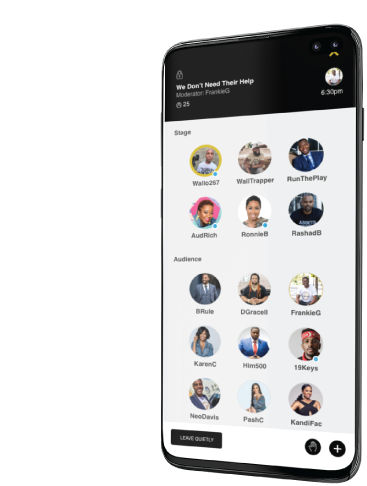 We Don't Need Their Help
Moderator: FrankieG
25
6:30pm
Stage
Wallo267 WallTrapper RunThePlay
AudRich RonnieB RashadB
Audience
BRule DGracell FrankieG
KarenC Him500 19Keys
NeoDavis PashC KandiFac
LEAVE QUIETLY